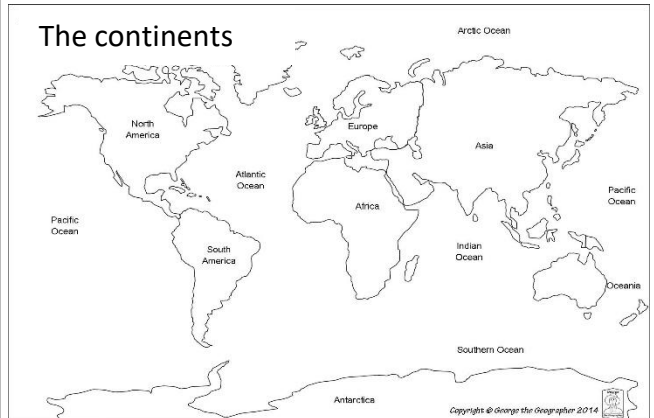 The continents
Arctic Ocean
North
America
Europe
Asia
Atlantic
Ocean
Pacific
Ocean
Africa
Pacific
Ocean
South
America
Indian
Ocean
Oceania
Southern Ocean
Antarctica
Copyright © George the Geographer 2014